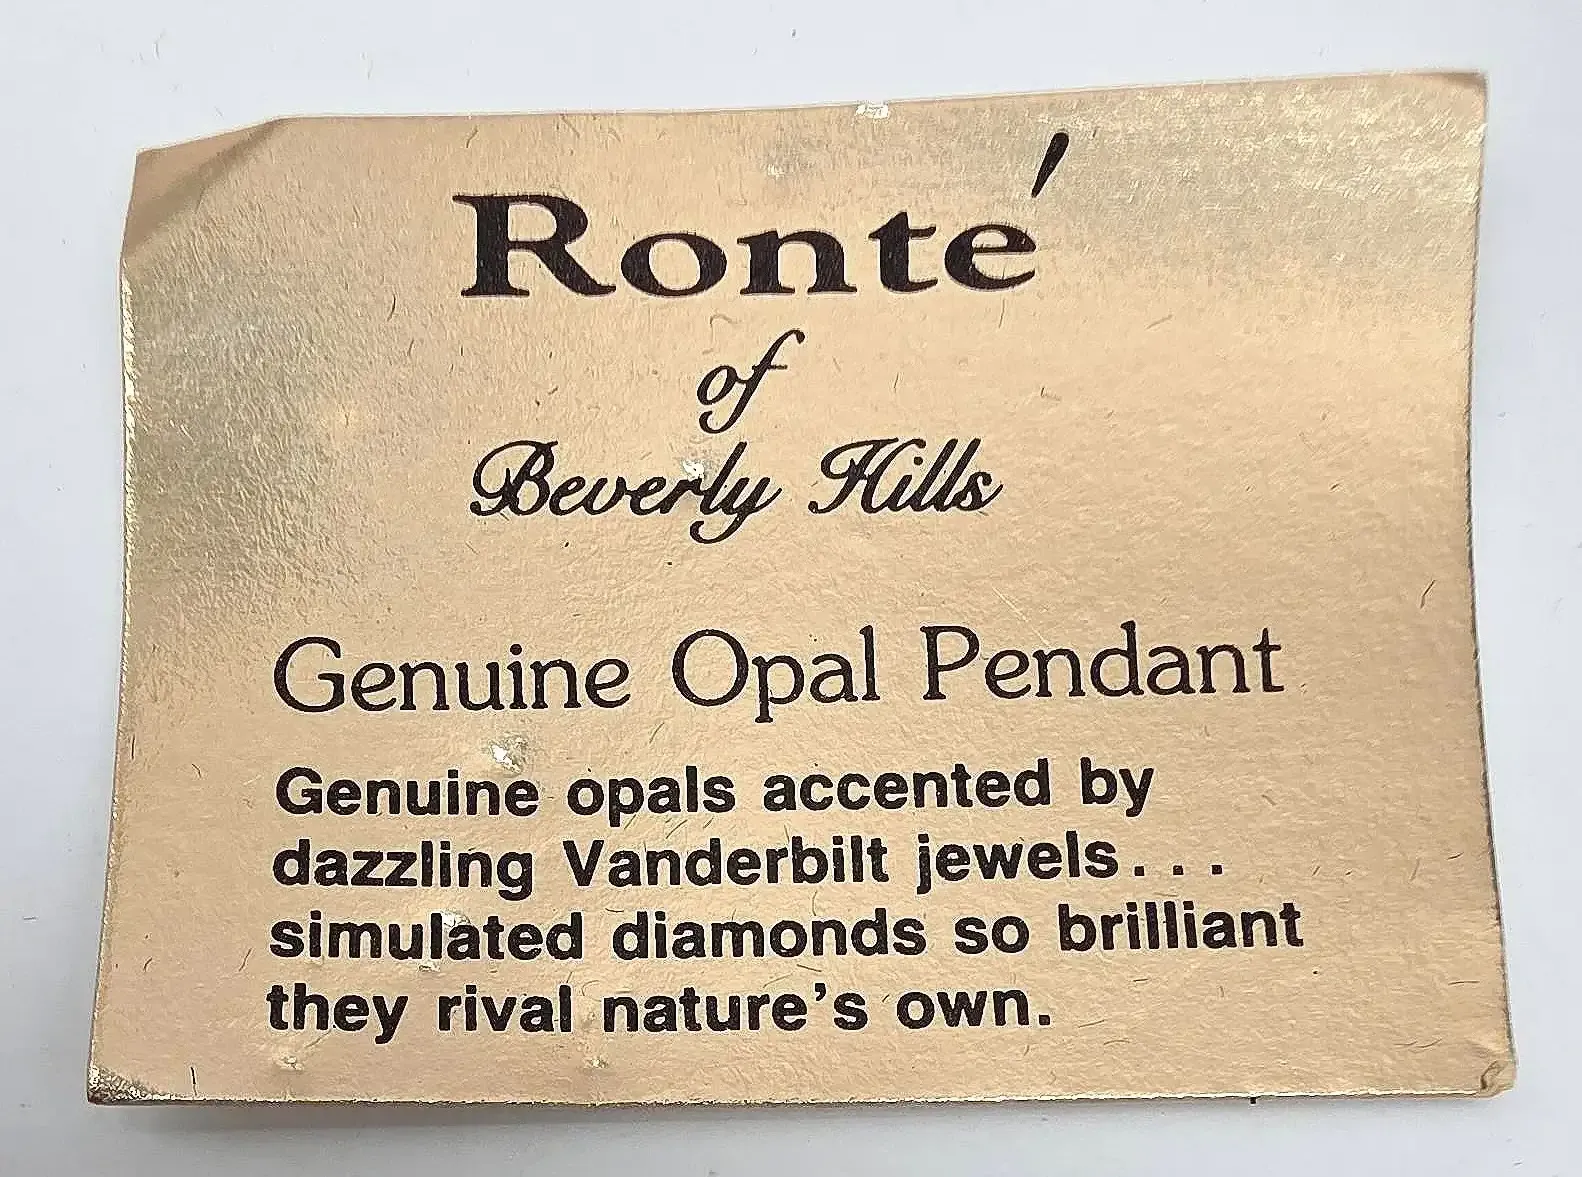 Ronté
of
Beverly Hills
Genuine Opal Pendant
Genuine opals accented by
dazzling Vanderbilt jewels...
simulated diamonds so brilliant
they rival nature's own.